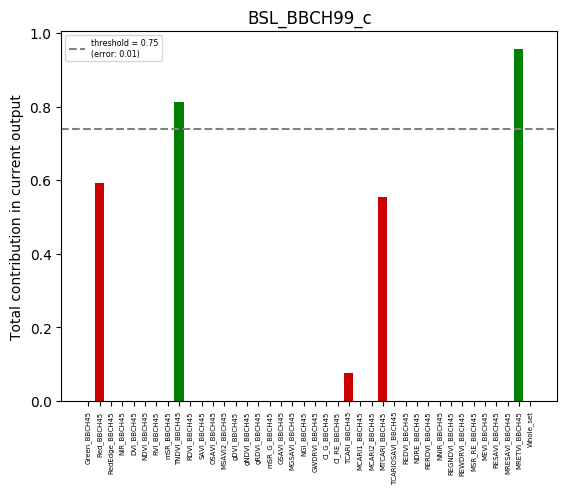 BSL_BBCH99_c
Total contribution in current output
threshold = 0.75
(error: 0.01)
1.0
0.8
0.6
0.4
0.2
0.0
Green_BBCH45
Red_BBCH45
RedEdge_BBCH45
NIR_BBCH45
DVI_BBCH45
NDVI_BBCH45
RVI_BBCH45
mSR_BBCH45
TNDVI_BBCH45
RDVI_BBCH45
SAVI_BBCH45
OSAVI_BBCH45
MSAVI2_BBCH45
gDVI_BBCH45
gNDVI_BBCH45
gRDVI_BBCH45
mSR_G_BBCH45
GSAVI_BBCH45
MGSAVI_BBCH45
NGI_BBCH45
GWDRVI_BBCH45
CI_G_BBCH45
CI_RE_BBCH45
TCARI_BBCH45
MCARI1_BBCH45
MCARI2_BBCH45
MTCARI_BBCH45
TCARIOSAVI_BBCH45
REDVI_BBCH45
NDRE_BBCH45
RERDVI_BBCH45
NNIR_BBCH45
REGNDVI_BBCH45
REWDRVI_BBCH45
MSR_RE_BBCH45
MEVI_BBCH45
RESAVI_BBCH45
MRESAVI_BBCH45
MRETVI_BBCH45
Whole_set